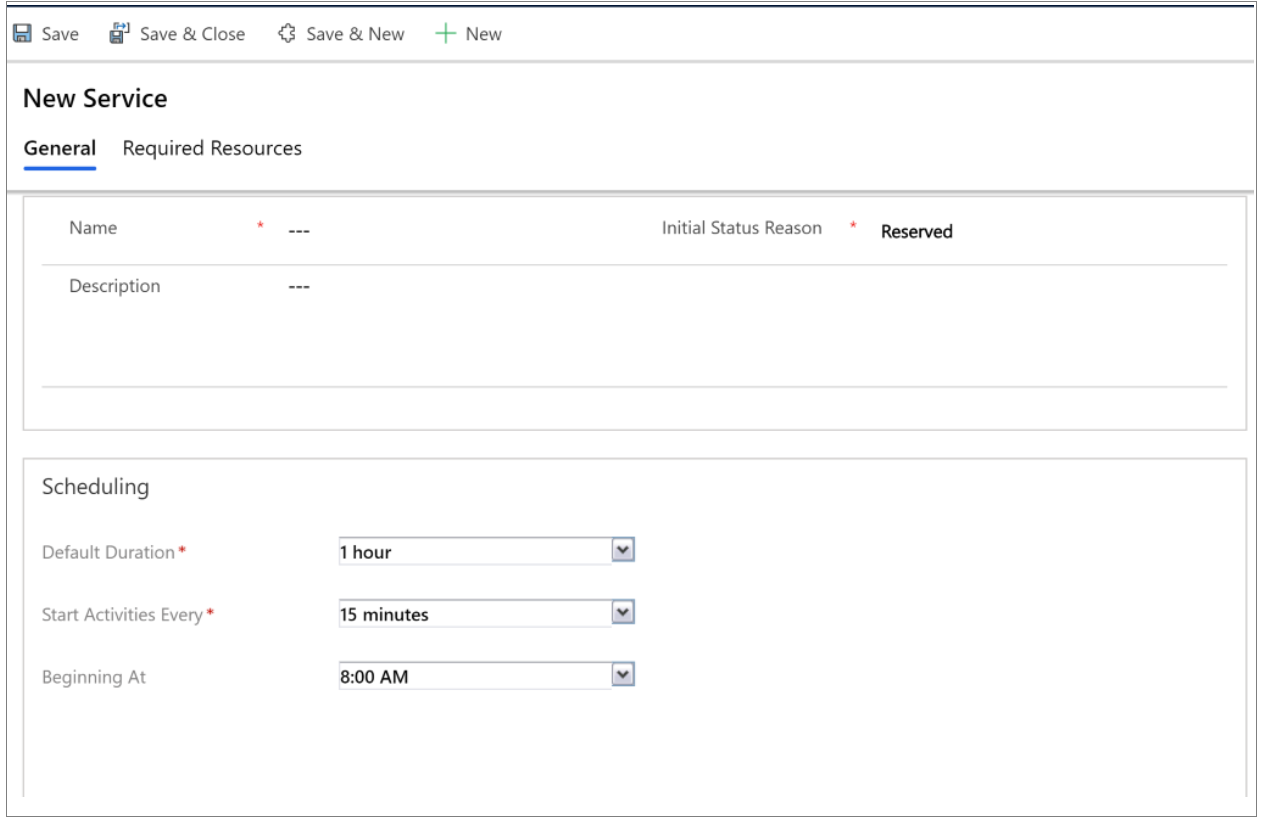 Save Save & Close Save & New New
New Service
General Required Resources
Name * --- Initial Status Reason * Reserved
Description ---
Scheduling
Default Duration* 1 hour
Start Activities Every* 15 minutes
Beginning At 8:00 AM